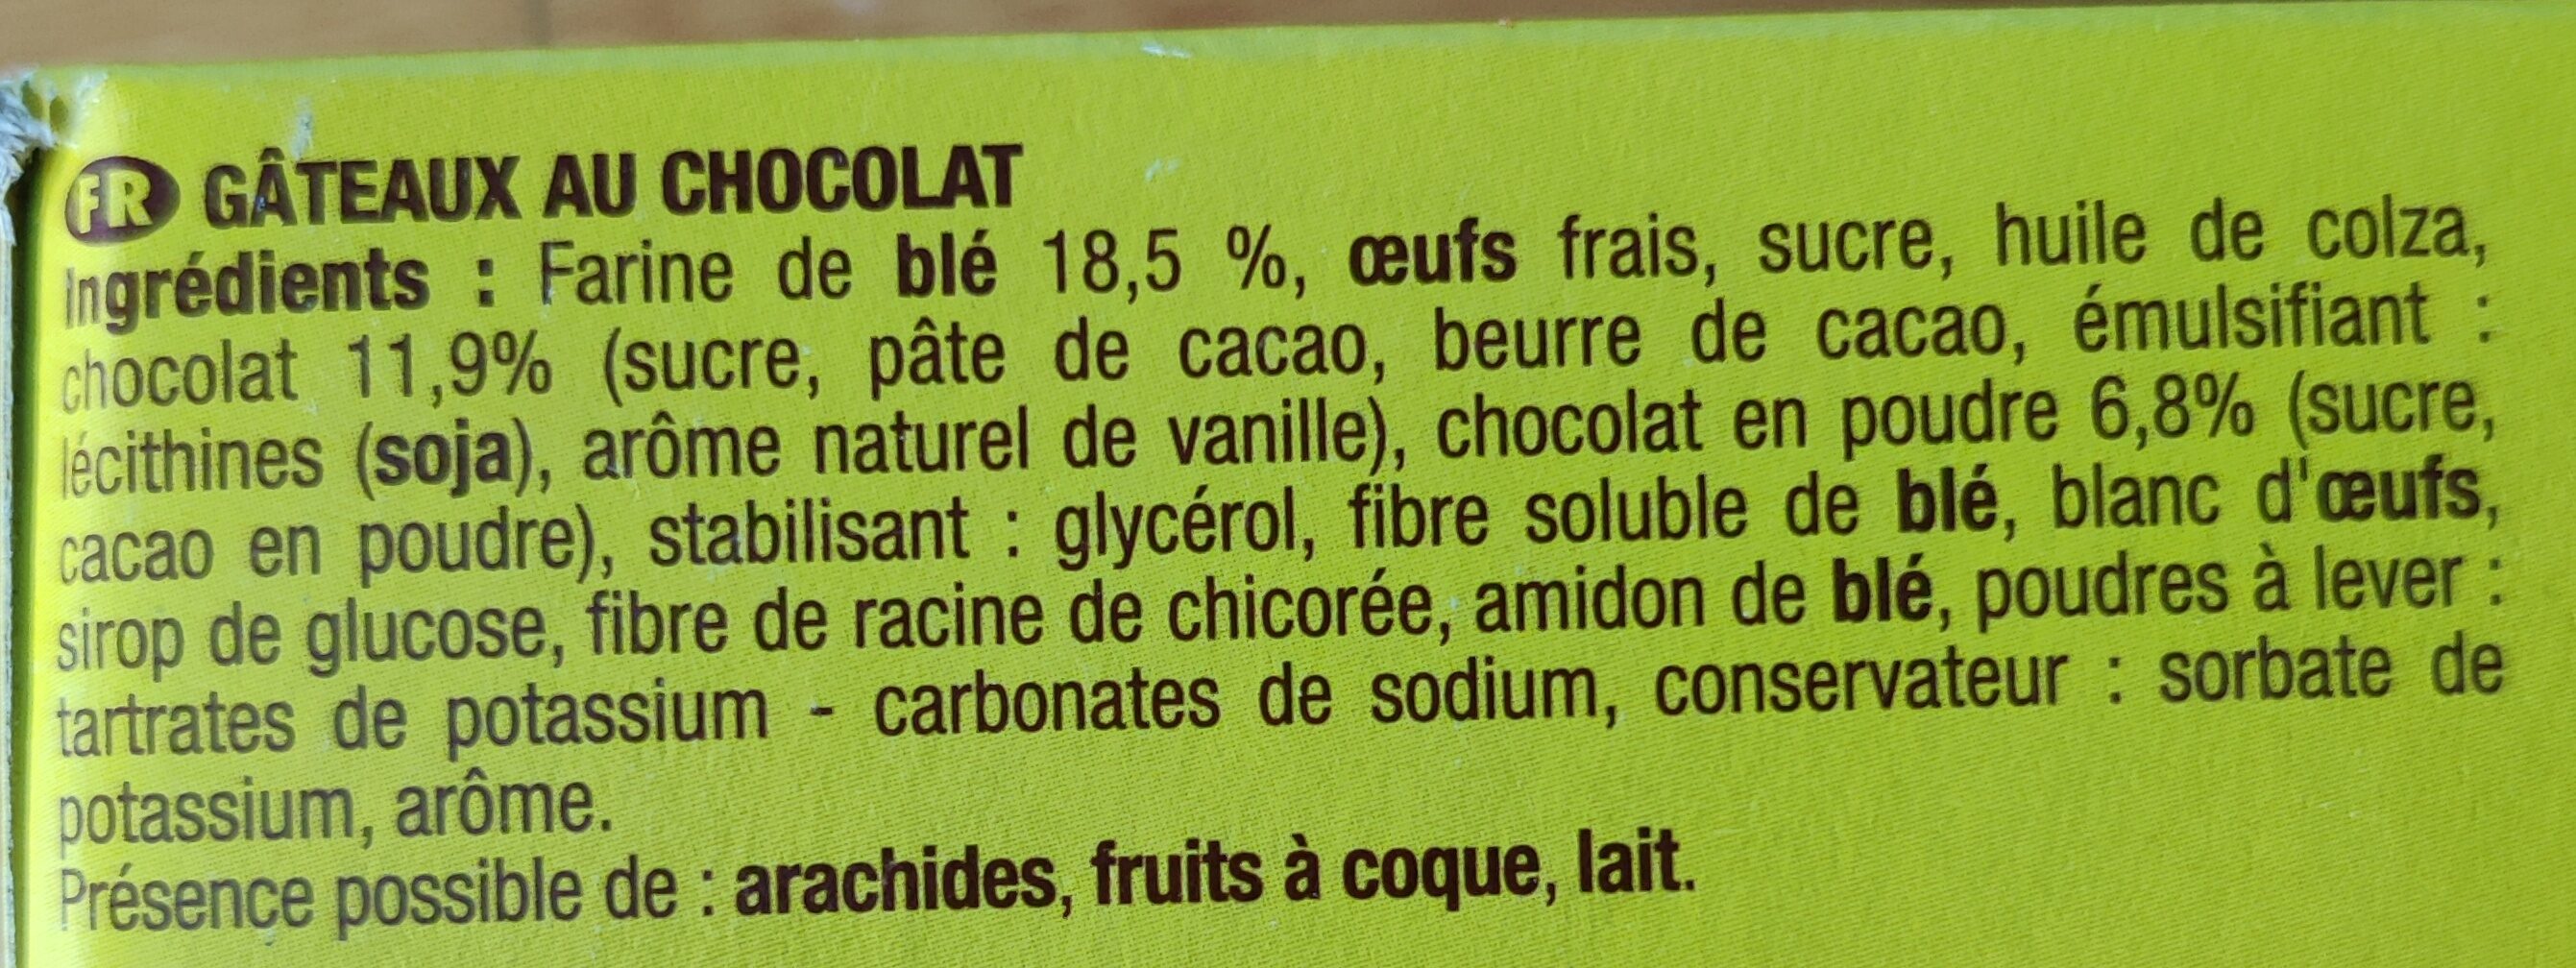 FR GÂTEAUX AU CHOCOLAT
Ingrédients : Farine de blé 18,5 %, œufs frais, sucre, huile de colza,
chocolat 11,9% (sucre, pâte de cacao, beurre de cacao, émulsifiant :
lécithines (soja), arôme naturel de vanille), chocolat en poudre 6,8% (sucre,
cacao en poudre), stabilisant : glycérol, fibre soluble de blé, blanc d'œufs,
sirop de glucose, fibre de racine de chicorée, amidon de blé, poudres à lever :
tartrates de potassium - carbonates de sodium, conservateur : sorbate de
potassium, arôme.
Présence possible de : arachides, fruits à coque, lait.